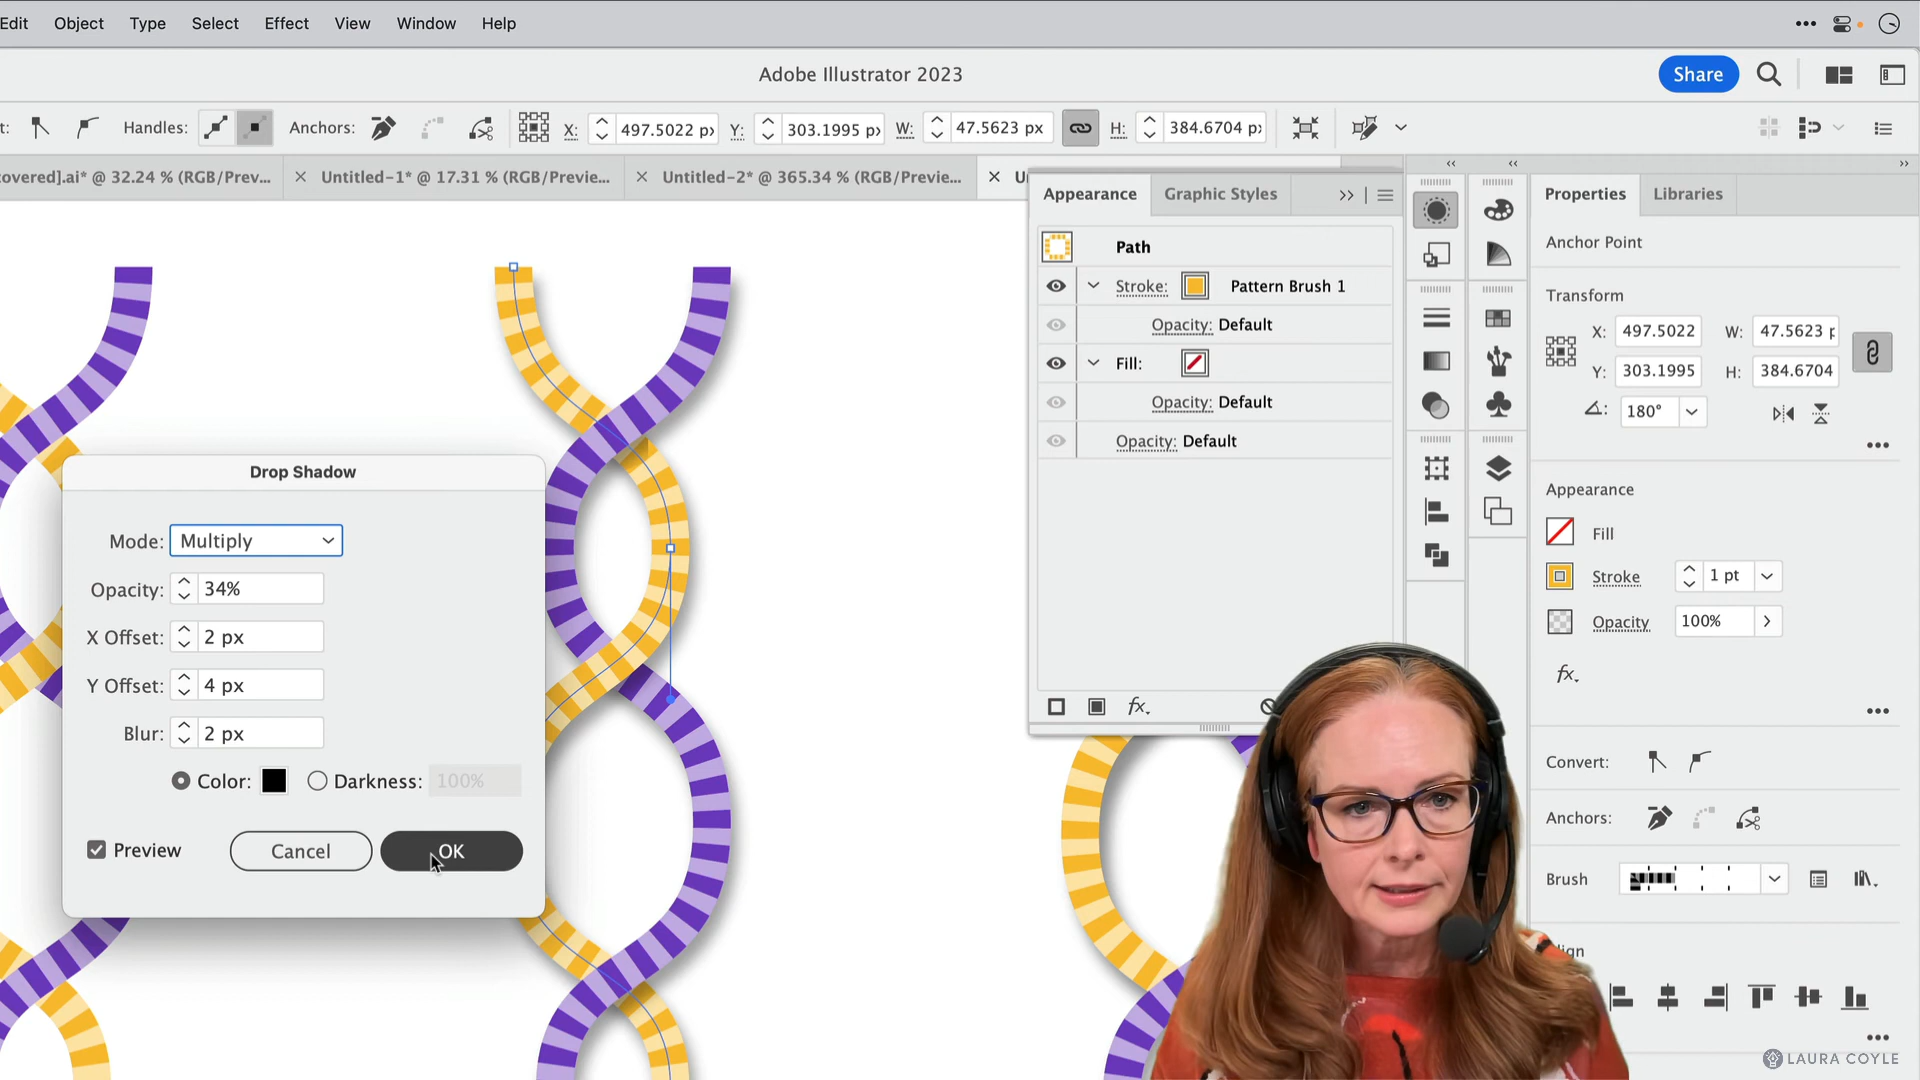 Edit Object Type Select Effect View Window Help
Adobe Illustrator 2023
Share
t: Handles: Anchors: X: 497.5022 px Y: 303.1995 px W: 47.5623 px H: 384.6704 p
overed].ai* @ 32.24 % (RGB/Prev... Untitled-1* @ 17.31 % (RGB/Previe... Untitled-2* @ 365.34 % (RGB/Previe...
Appearance Graphic Styles
Path
Stroke: Pattern Brush 1
Opacity: Default
Fill:
Opacity: Default
Opacity: Default
fx.
Properties Libraries
Anchor Point
Transform
X: 497.5022 W: 47.5623 p
Y: 303.1995 H: 384.6704
180°
Appearance
Fill
Stroke 1 pt
Opacity 100%
fx.
Convert:
Anchors:
Brush
lign
Drop Shadow
Mode: Multiply
Opacity: 34%
X Offset: 2 px
Y Offset: 4 px
Blur: 2 px
Color: Darkness: 100%
Preview Cancel OK
LAURA COYLE